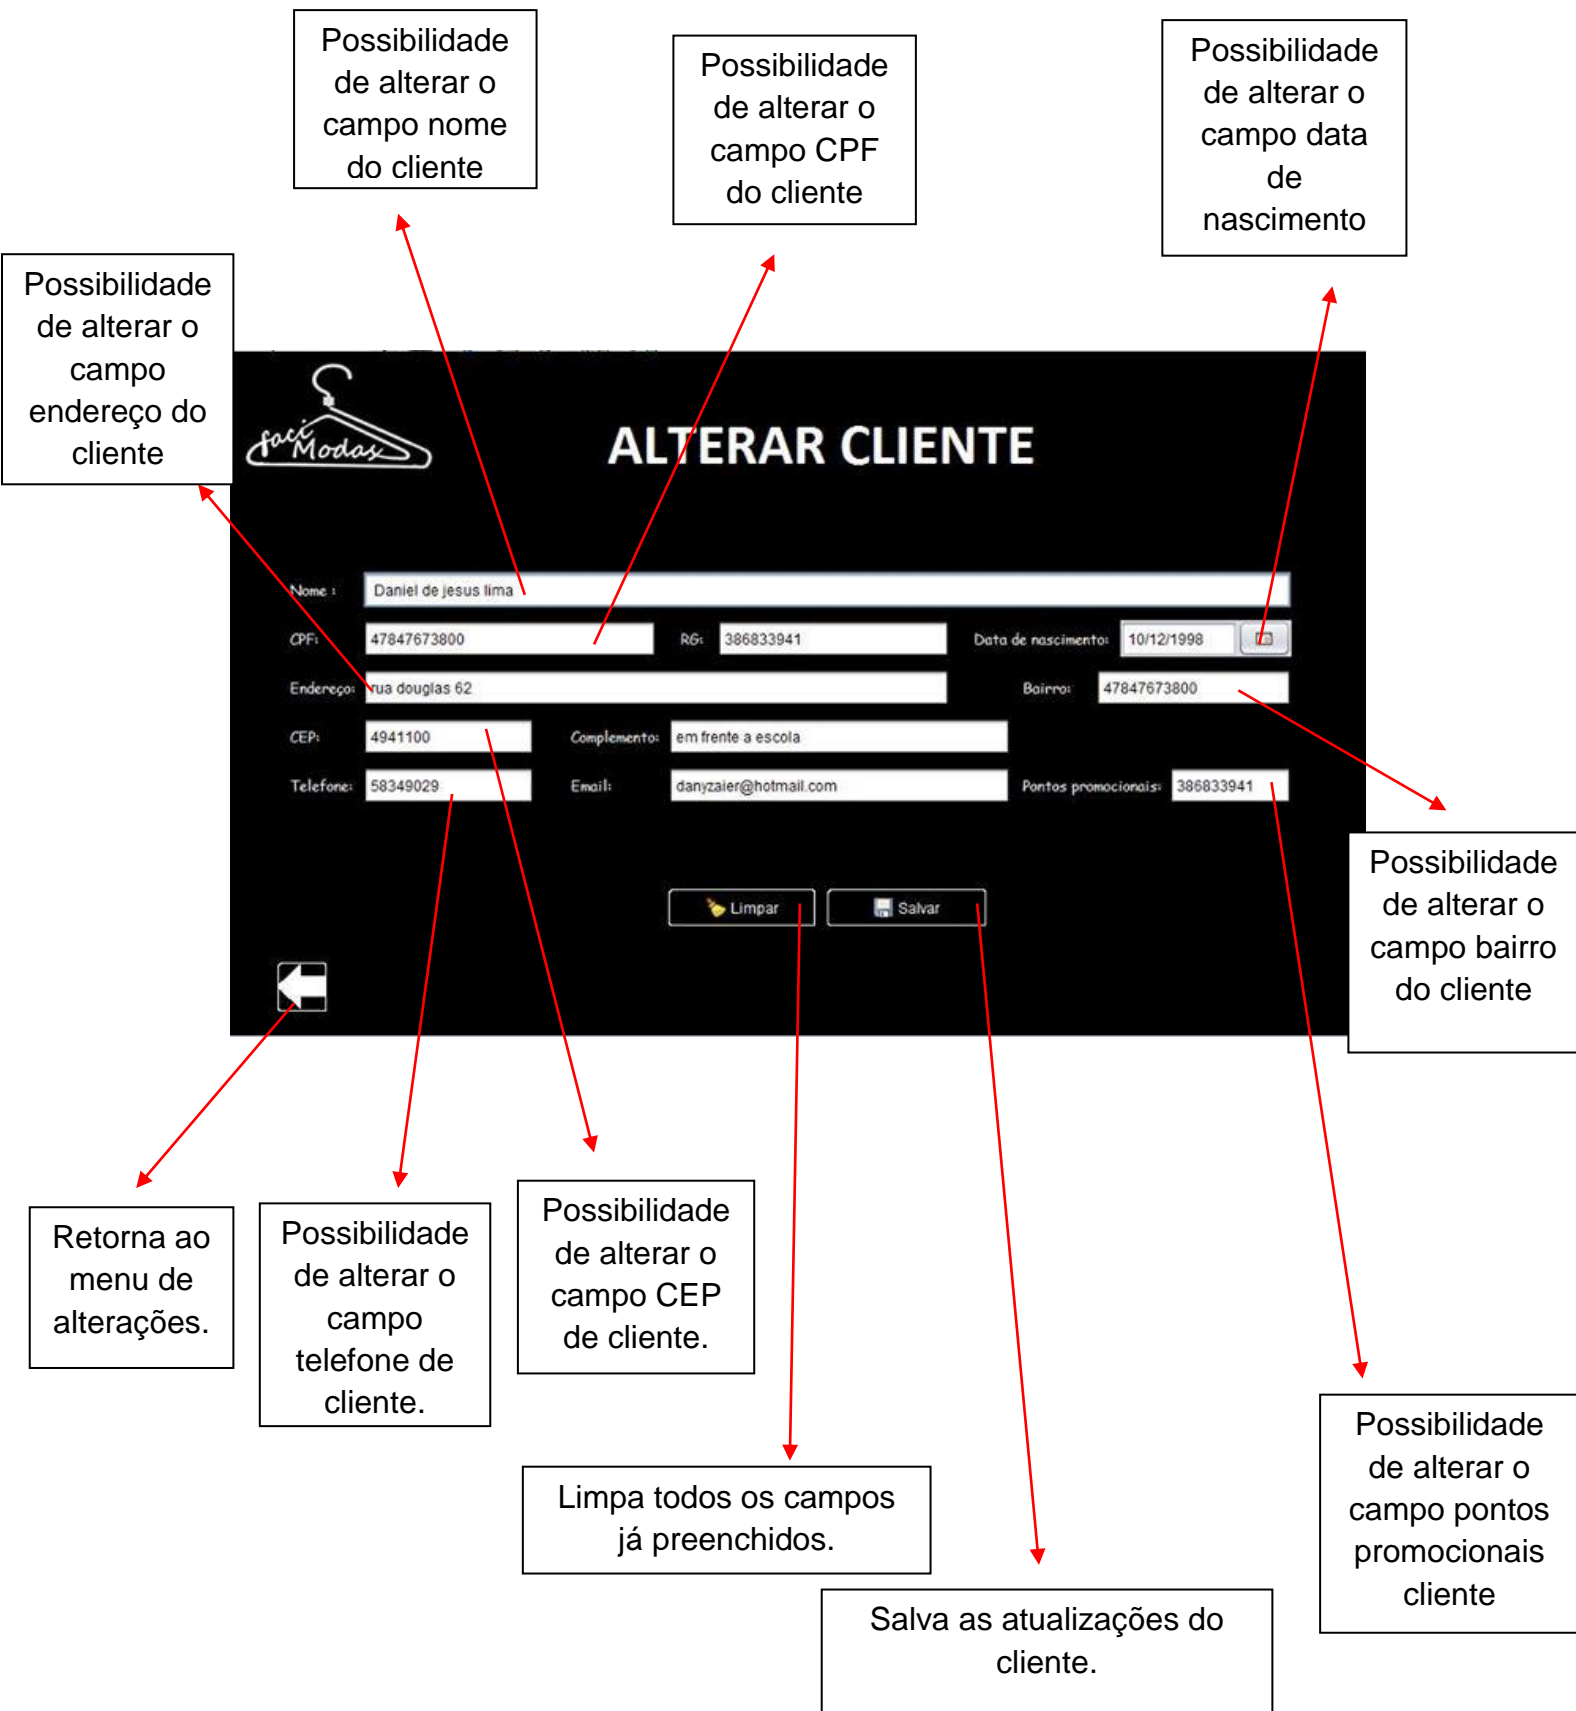 Possibilidade
de alterar o
campo nome
do cliente
Possibilidade
de alterar o
campo CPF
do cliente
Possibilidade
de alterar o
campo data
de
nascimento
Possibilidade
de alterar o
campo
endereço do
cliente
faci
Modas
ALTERAR CLIENTE
Nome :
Daniel de jesus lima
CPF:
47847673800
RG:
386833941
Data de nascimento:
10/12/1998
Endereço:
rua douglas 62
Bairro:
47847673800
CEP:
4941100
Complemento:
em frente a escola
Telefone:
58349029
Email:
danyzaier@hotmail.com
Pontos promocionais:
386833941
Limpar
Salvar
Possibilidade
de alterar o
campo bairro
do cliente
Retorna ao
menu de
alterações.
Possibilidade
de alterar o
campo
telefone de
cliente.
Possibilidade
de alterar o
campo CEP
de cliente.
Limpa todos os campos
já preenchidos.
Salva as atualizações do
cliente.
Possibilidade
de alterar o
campo pontos
promocionais
cliente